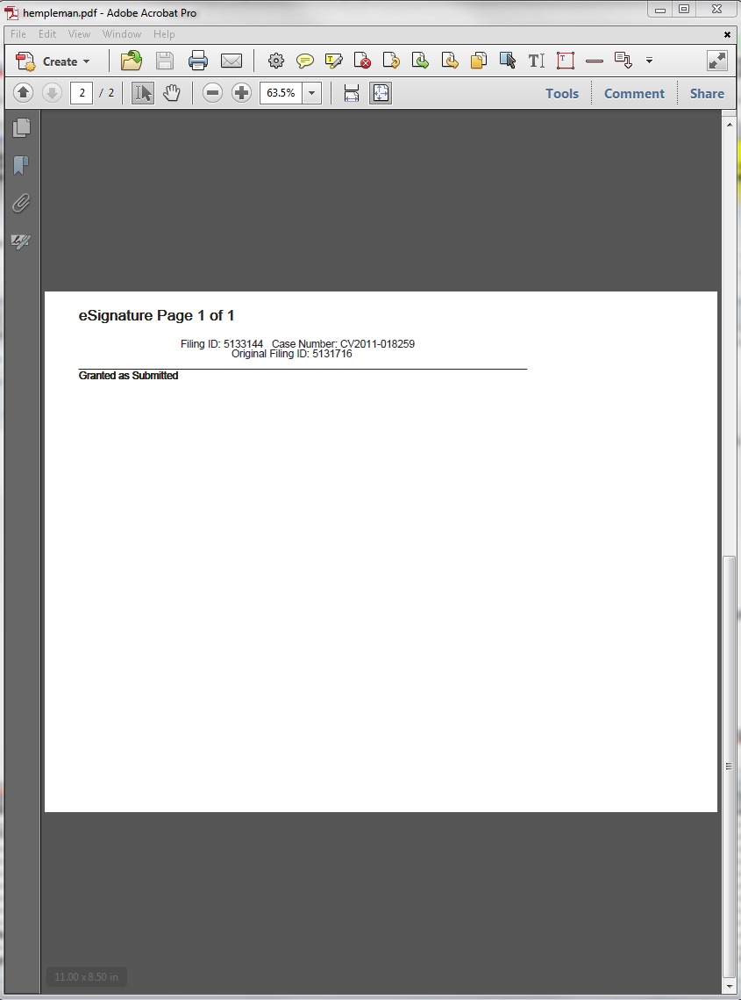 hempleman.pdf - Adobe Acrobat Pro
File Edit View Window Help
Create
2 / 2 63.5% Tools Comment Share
eSignature Page 1 of 1
Filing ID: 5133144 Case Number: CV2011-018259
Original Filing ID: 5131716
Granted as Submitted
11.00 x 8.50 in